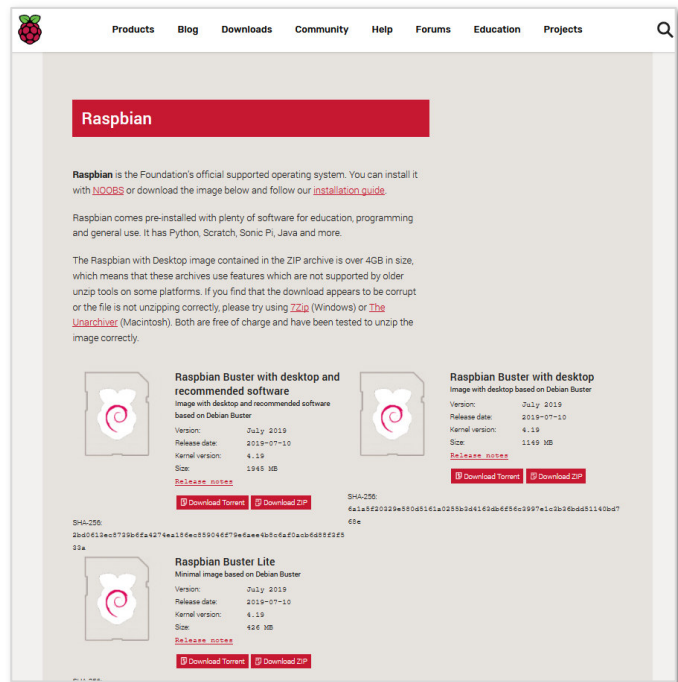 Products Blog Downloads Community Help Forums Education Projects
Raspbian
Raspbian is the Foundation's official supported operating system. You can install it
with NOOBS or download the image below and follow our installation guide.
Raspbian comes pre-installed with plenty of software for education, programming
and general use. It has Python, Scratch, Sonic Pi, Java and more.
The Raspbian with Desktop image contained in the ZIP archive is over 4GB in size,
which means that these archives use features which are not supported by older
unzip tools on some platforms. If you find that the download appears to be corrupt
or the file is not unzipping correctly, please try using 7Zip (Windows) or The
Unarchiver (Macintosh). Both are free of charge and have been tested to unzip the
image correctly.
Raspbian Buster with desktop and
recommended software
Image with desktop and recommended software
based on Debian Buster
Version: July 2019
Release date: 2019-07-10
Kernel version: 4.19
Size: 1945 MB
Release notes
Download Torrent Download ZIP
SHA-256:
Raspbian Buster with desktop
Image with desktop based on Debian Buster
Version: July 2019
Release date: 2019-07-10
Kernel version: 4.19
Size: 1149 MB
Release notes
Download Torrent Download ZIP
SHA-256:
Raspbian Buster Lite
Minimal image based on Debian Buster
Version: July 2019
Release date: 2019-07-10
Kernel version: 4.19
Size: 426 MB
Release notes
Download Torrent Download ZIP